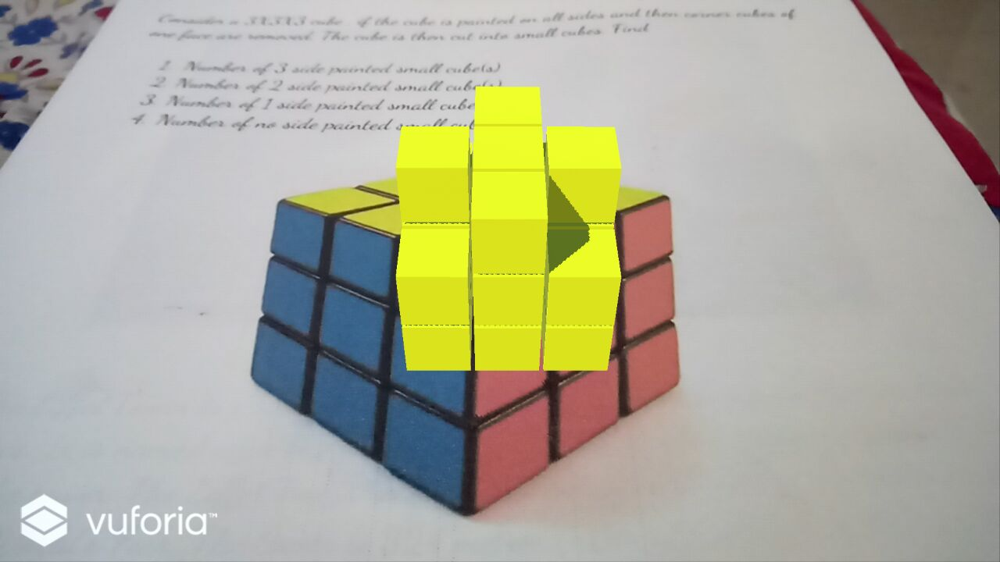 Consider a 3X3X3 cube. if the cube is painted on all sides and then corner cubes of
one face are removed. The cube is then cut into small cubes. Find
1. Number of 3 side painted small cube(s)
2. Number of 2 side painted small cube(s)
3. Number of 1 side painted small cube
4. Number of no side painted small cu
vuforia™